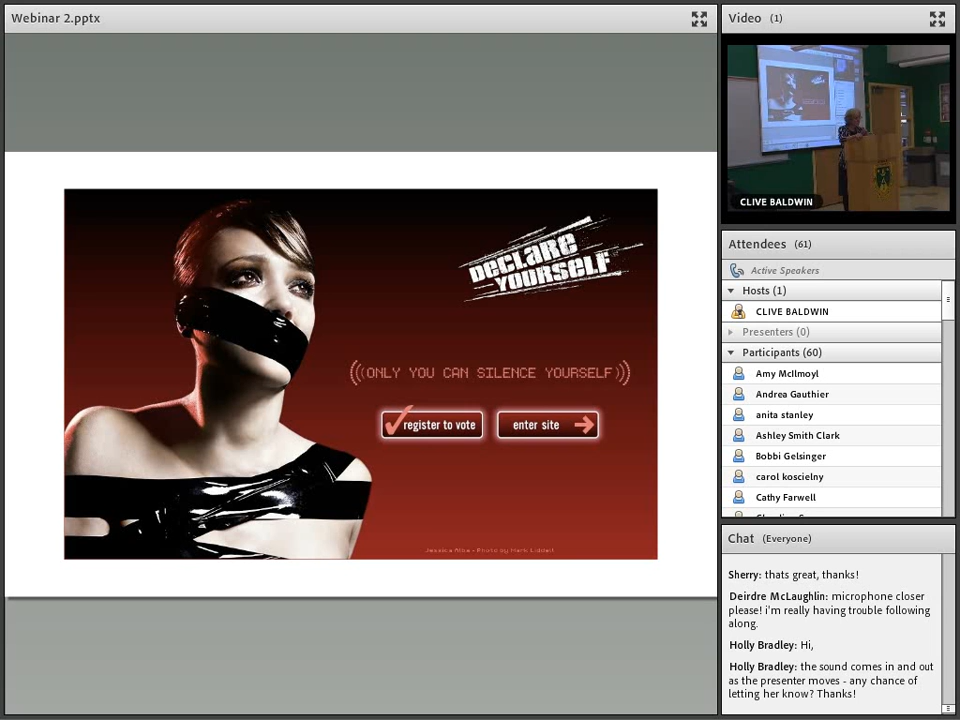 Webinar 2.pptx
DECLARE
YOURSELF
((ONLY YOU CAN SILENCE YOURSELF))
register to vote
enter site
Video (1)
CLIVE BALDWIN
Attendees (61)
Active Speakers
Hosts (1)
CLIVE BALDWIN
Presenters (0)
Participants (60)
Amy McIlmoyl
Andrea Gauthier
anita stanley
Ashley Smith Clark
Bobbi Gelsinger
carol koscielny
Cathy Farwell
Chat (Everyone)
Sherry: thats great, thanks!
Deirdre McLaughlin: microphone closer
please! i'm really having trouble following
along.
Holly Bradley: Hi,
Holly Bradley: the sound comes in and out
as the presenter moves - any chance of
letting her know? Thanks!